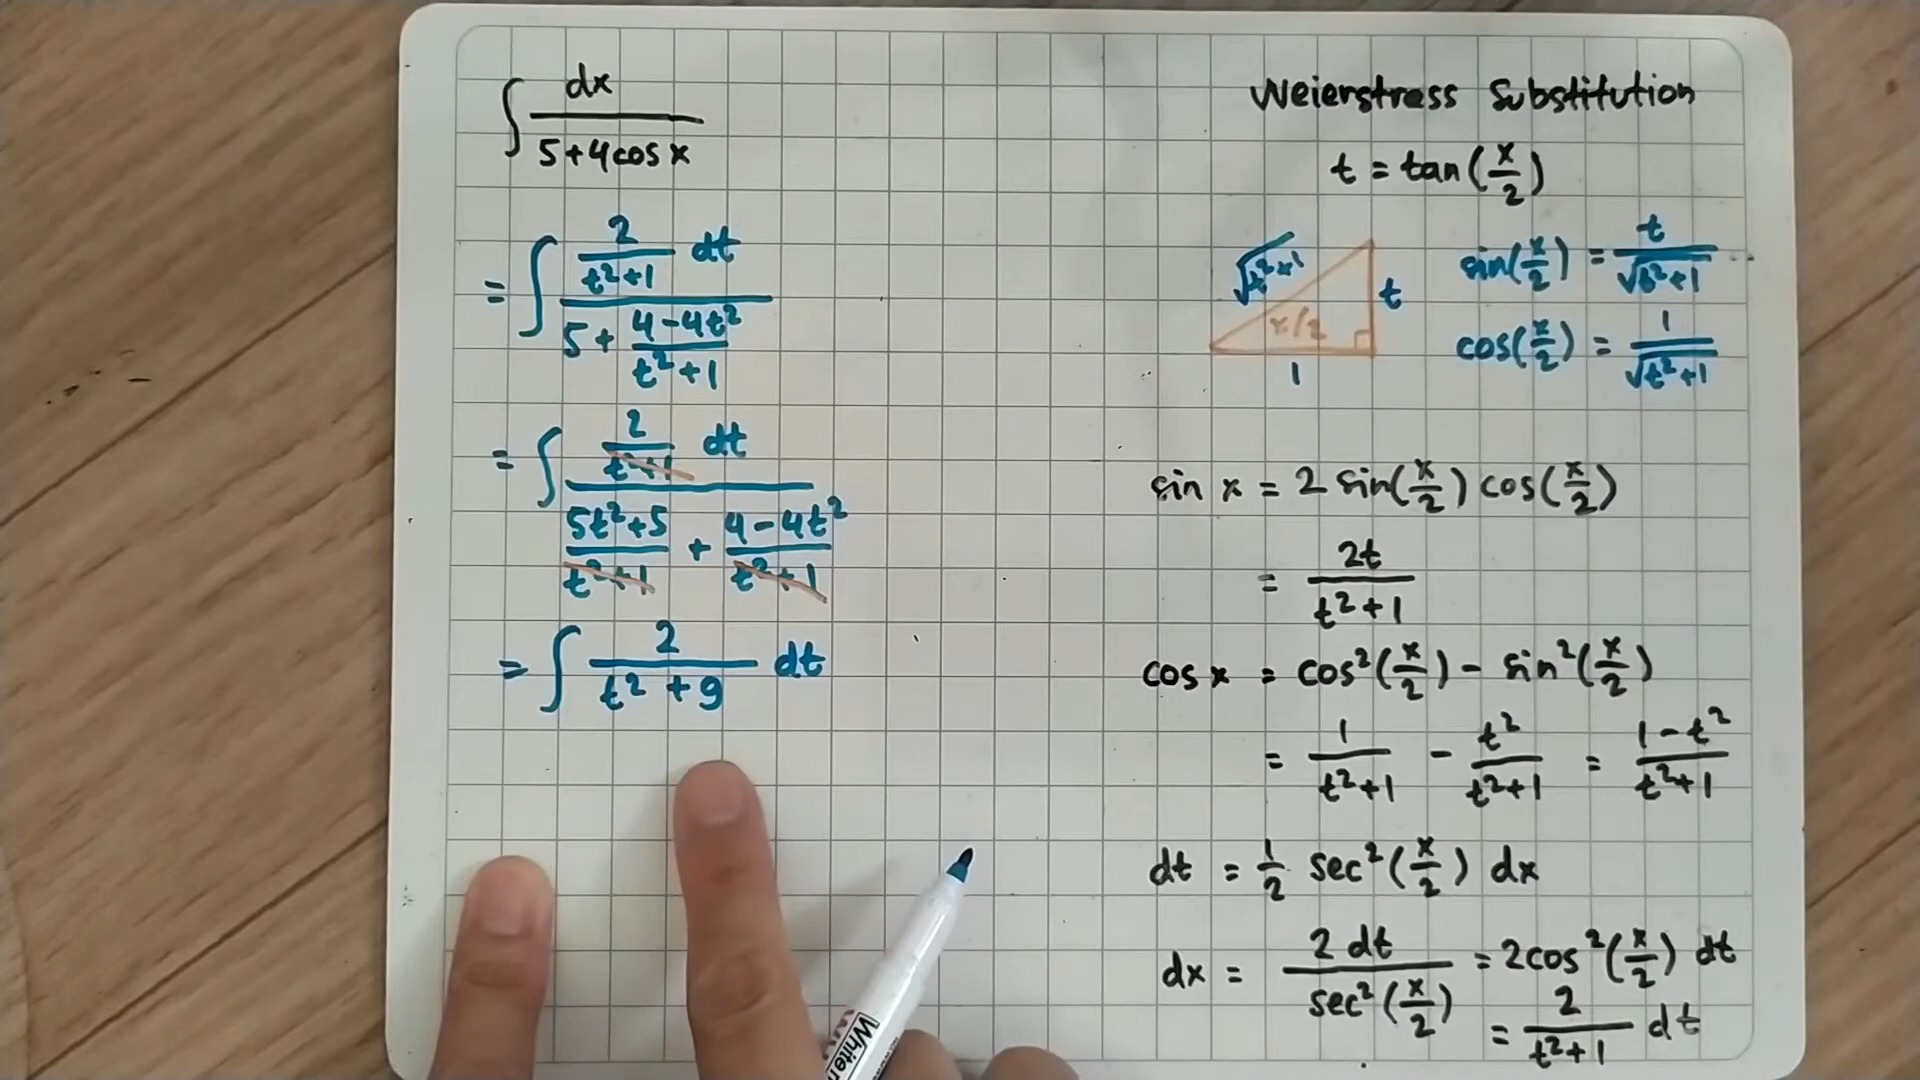 ∫ dx / (5+4cos x)
= ∫ (2/(t²+1) dt) / (5 + (4-4t²)/(t²+1))
= ∫ (2/(t²+1) dt) / ((5t²+5)/(t²+1) + (4-4t²)/(t²+1))
= ∫ 2/(t²+9) dt
Weierstrass Substitution
t = tan(x/2)
√t²+1
t
x/2
1
sin(x/2) = t/√t²+1
cos(x/2) = 1/√t²+1
sin x = 2 sin(x/2) cos(x/2)
= 2t/(t²+1)
cos x = cos²(x/2) - sin²(x/2)
= 1/(t²+1) - t²/(t²+1) = (1-t²)/(t²+1)
dt = 1/2 sec²(x/2) dx
dx = 2 dt / sec²(x/2) = 2cos²(x/2) dt
= 2/(t²+1) dt